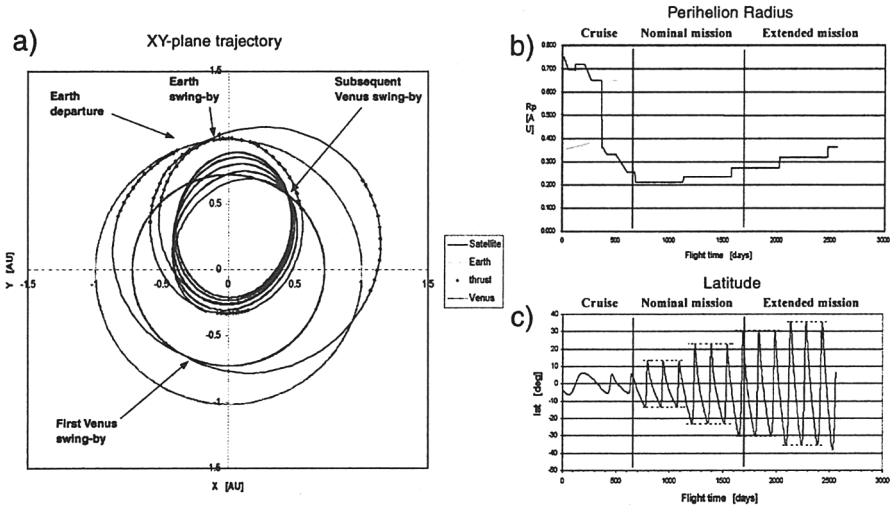 a)
XY-plane trajectory
Earth departure
Earth swing-by
Subsequent Venus swing-by
First Venus swing-by
1.5
1
0.5
0
-0.5
1.5
-1.5
-1
-0.5
0.5
1
1.5
Y [AU]
X [AU]
Satellite
Earth
thrust
Venus
Perihelion Radius
b)
Cruise Nominal mission Extended mission
0.800
0.700
0.600
0.500
0.400
0.300
0.200
0.100
0.000
Rp [A U]
0 500 1000 1500 2000 2500 3000
Flight time [days]
Latitude
c)
Cruise Nominal mission Extended mission
40
30
20
10
0
-10
-20
-30
-40
-50
lat [deg]
0 500 1000 1500 2000 2500 3000
Flight time [days]